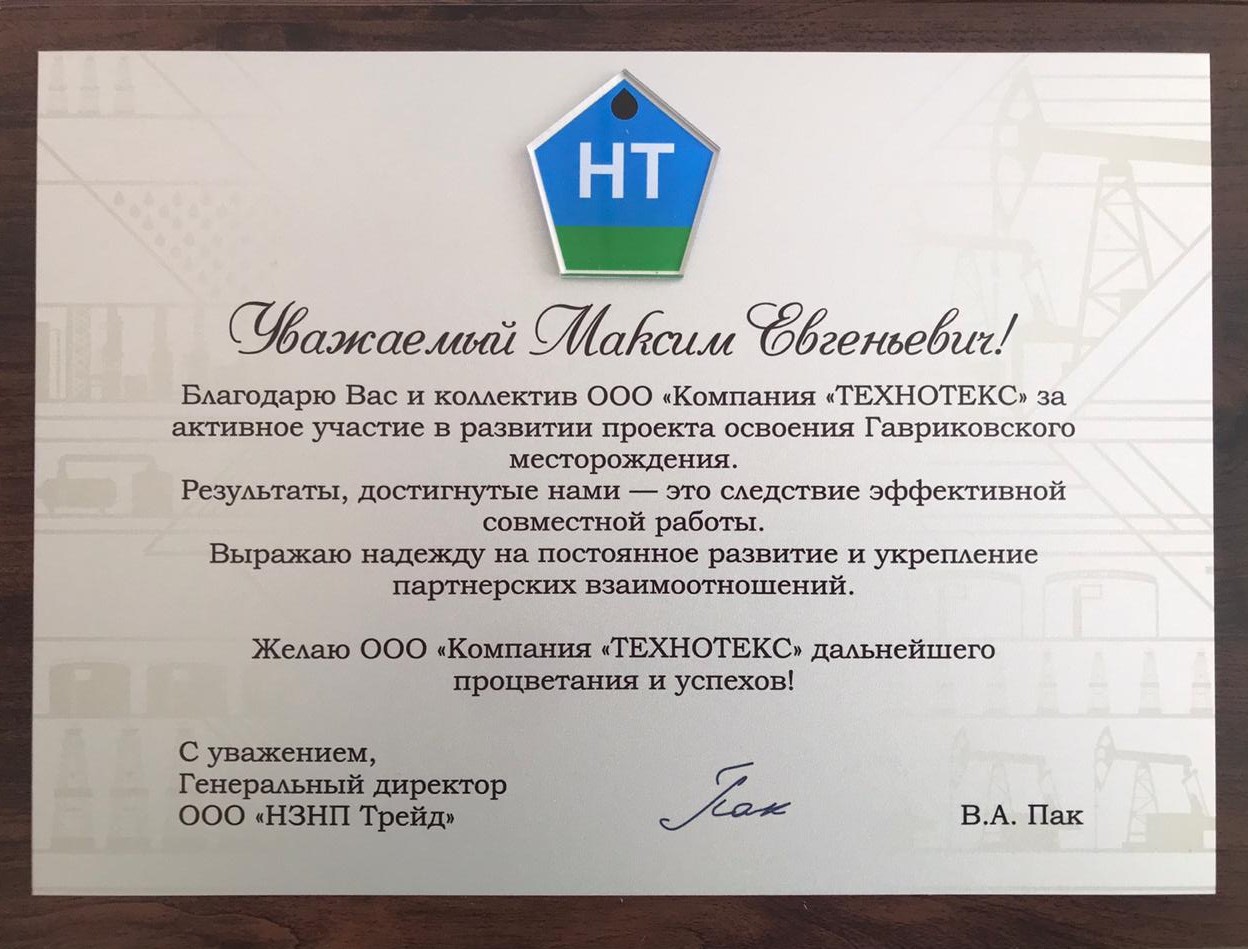 НТ
Уважаемый Максим Евгеньевич!
Благодарю Вас и коллектив ООО «Компания «ТЕХНОТЕКС» за
активное участие в развитии проекта освоения Гавриковского
месторождения.
Результаты, достигнутые нами — это следствие эффективной
совместной работы.
Выражаю надежду на постоянное развитие и укрепление
партнерских взаимоотношений.
Желаю ООО «Компания «ТЕХНОТЕКС» дальнейшего
процветания и успехов!
С уважением,
Генеральный директор
ООО «НЗНП Трейд»
Пак
В.А. Пак